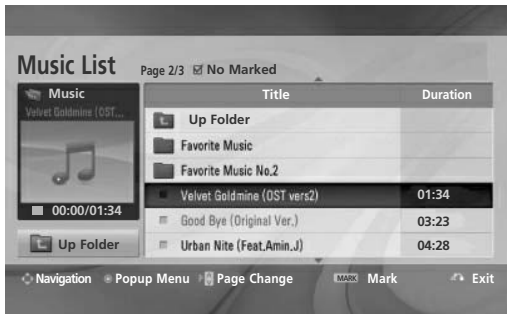 Music List
Page 2/3 No Marked
Music
Velvet Goldmine (OST...
00:00/01:34
Up Folder
Title Duration
Up Folder
Favorite Music
Favorite Music No.2
Velvet Goldmine (OST vers2) 01:34
Good Bye (Original Ver.) 03:23
Urban Nite (Feat.Amin.J) 04:28
Navigation Popup Menu Page Change MARK Mark Exit